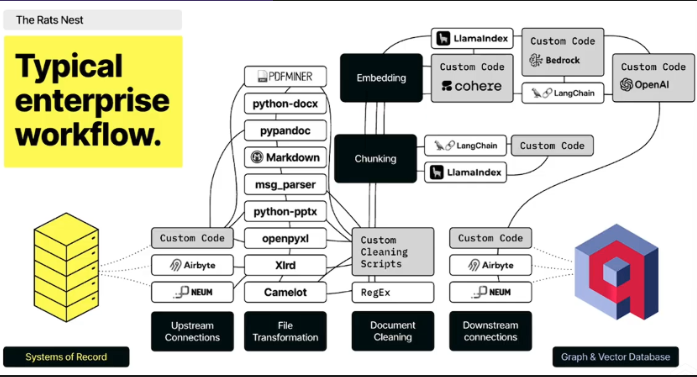 The Rats Nest
Typical
enterprise
workflow.
PDFMINER
python-docx
pypandoc
Markdown
msg_parser
python-pptx
openpyxl
Xlrd
Camelot
Embedding
LlamaIndex
Custom Code
cohere
Custom Code
Bedrock
LangChain
Custom Code
OpenAI
Chunking
LangChain
Custom Code
LlamaIndex
Custom Code
Airbyte
NEUM
Custom
Cleaning
Scripts
RegEx
Custom Code
Airbyte
NEUM
Upstream
Connections
File
Transformation
Document
Cleaning
Downstream
connections
Systems of Record
Graph & Vector Database